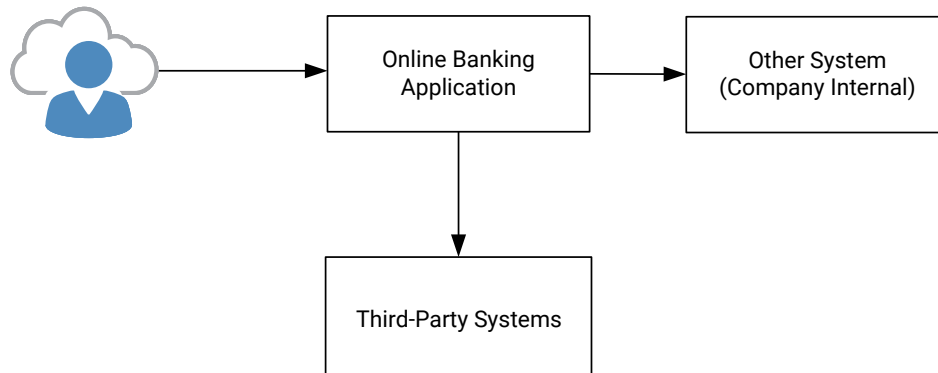 Online Banking
Application
Other System
(Company Internal)
Third-Party Systems